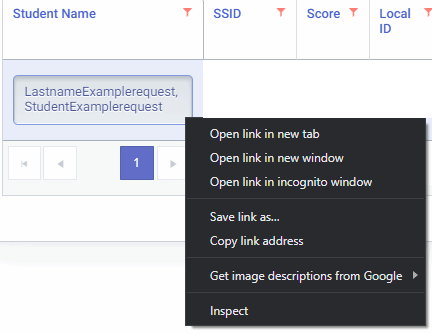 Student Name SSID Score Local
ID
LastnameExamplerequest,
StudentExamplerequest
1
Open link in new tab
Open link in new window
Open link in incognito window
Save link as...
Copy link address
Get image descriptions from Google
Inspect